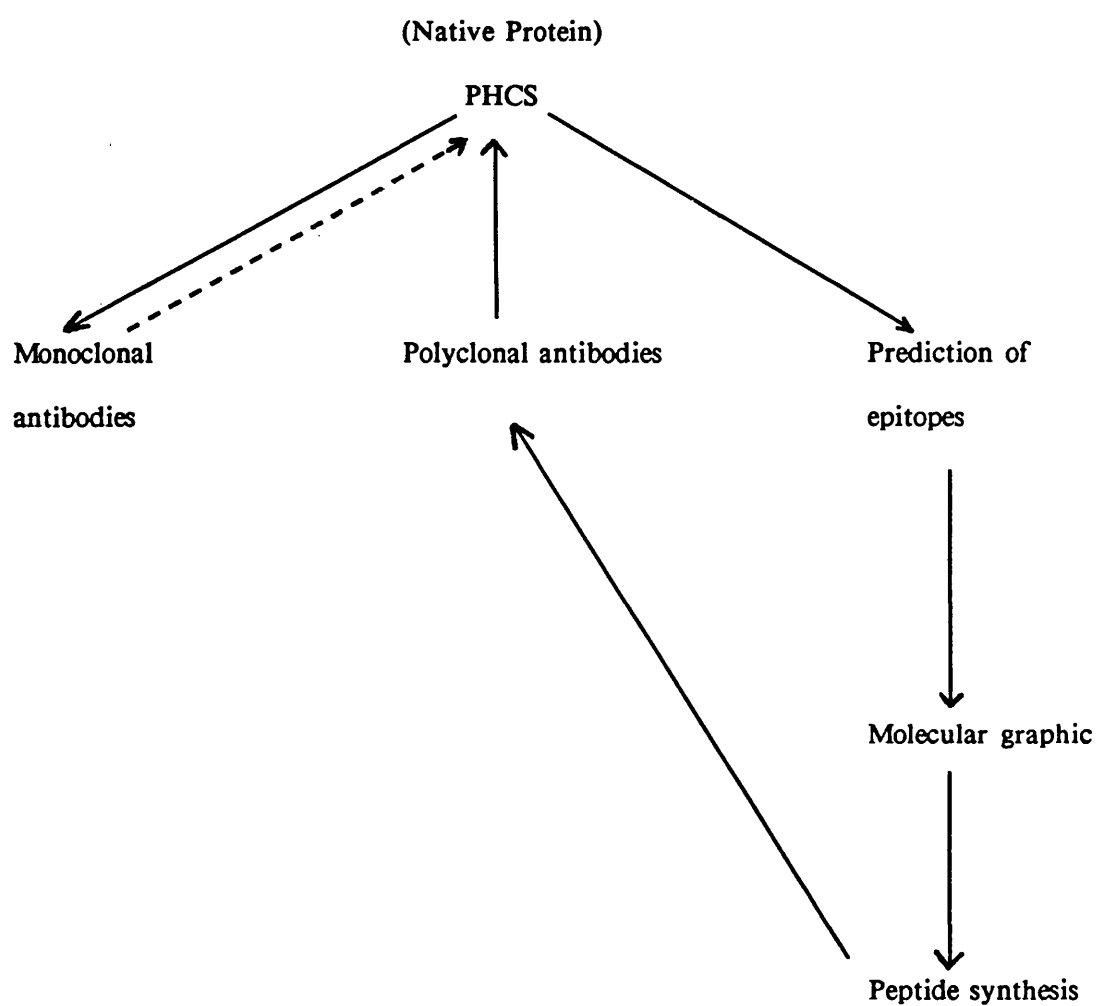 (Native Protein)
PHCS
Monoclonal
antibodies
Polyclonal antibodies
Prediction of
epitopes
Molecular graphic
Peptide synthesis